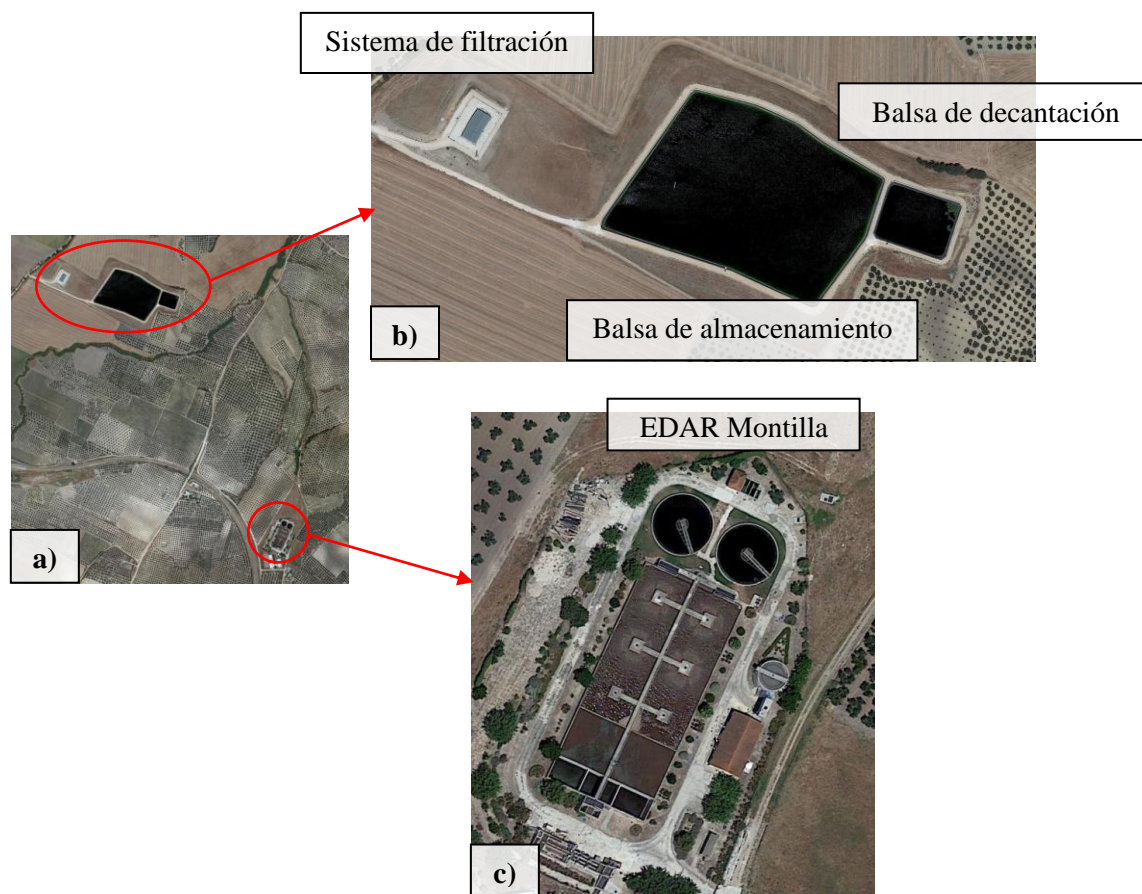 Sistema de filtración
Balsa de decantación
b)
Balsa de almacenamiento
a)
EDAR Montilla
c)